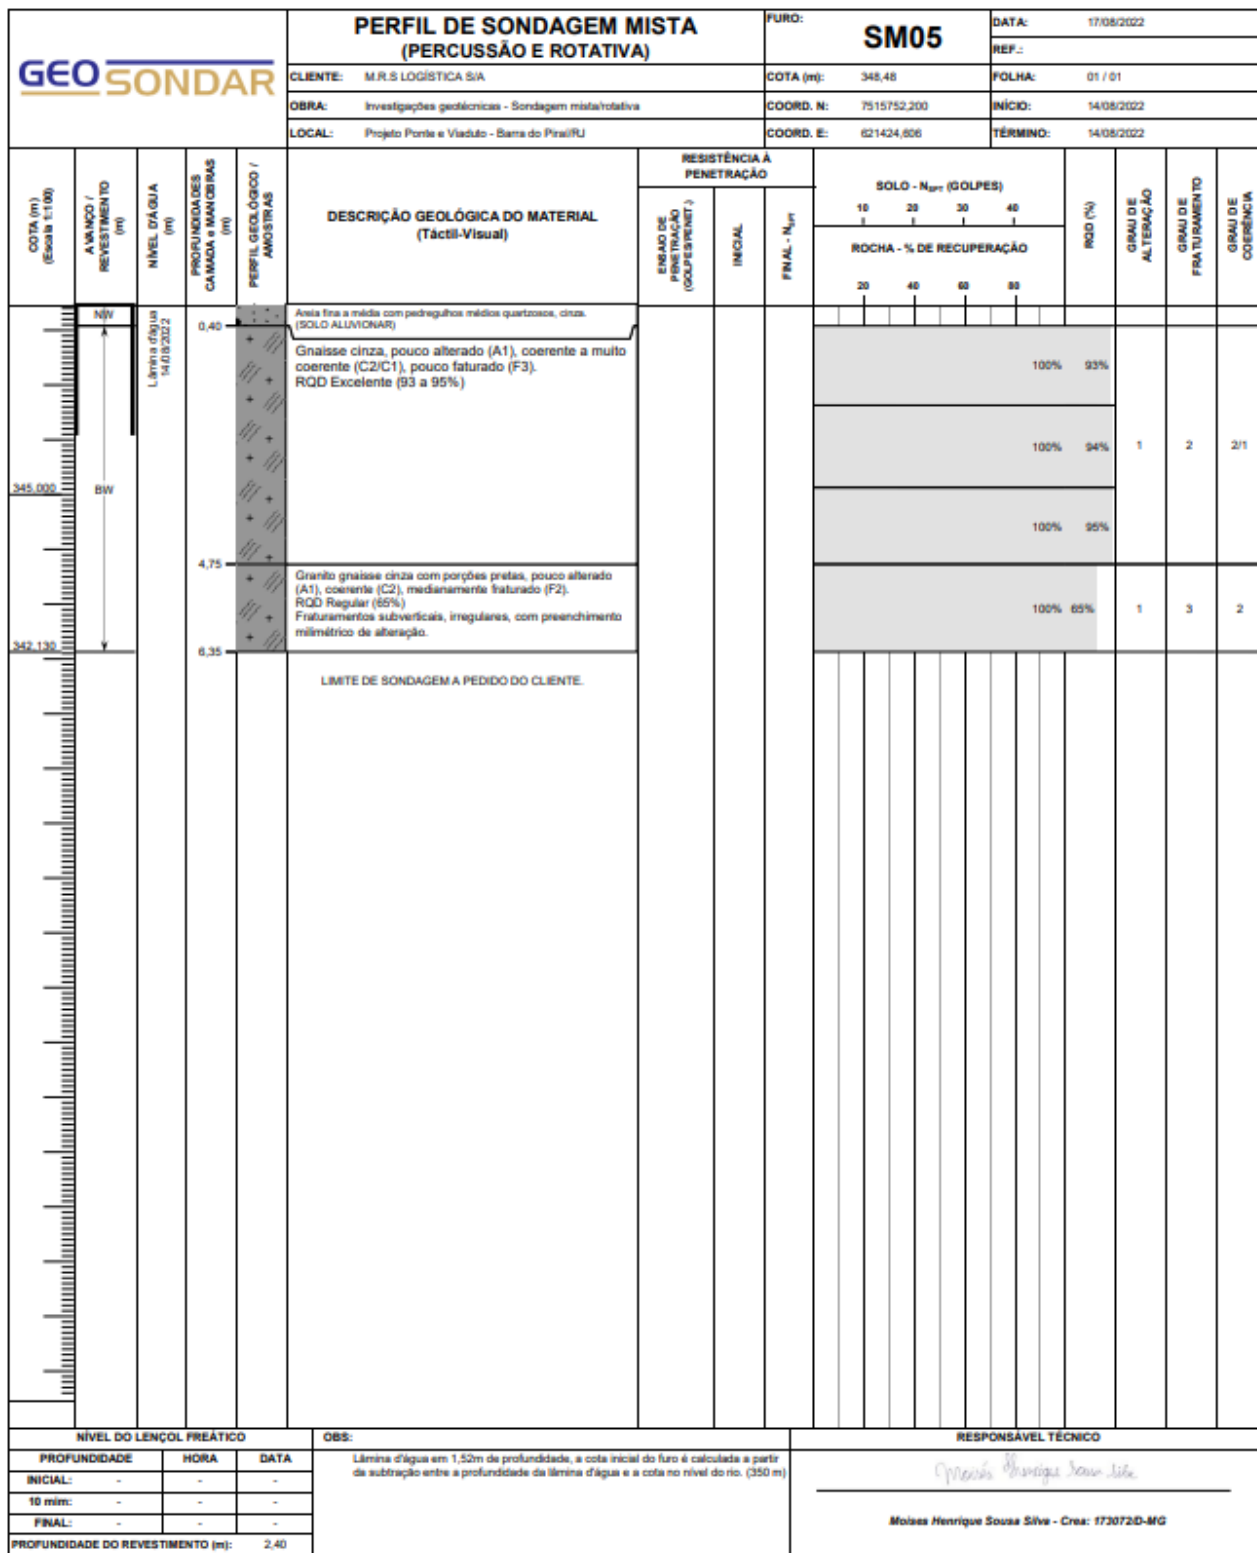 GEO SONDAR
PERFIL DE SONDAGEM MISTA
(PERCUSSÃO E ROTATIVA)
FURO:
SM05
DATA: 17/08/2022
REF.:
CLIENTE: M.R.S LOGÍSTICA S/A
COTA (m): 348,48
FOLHA: 01 / 01
OBRA: Investigações geotécnicas - Sondagem mista/rotativa
COORD. N: 7515752,200
INÍCIO: 14/08/2022
LOCAL: Projeto Ponte e Viaduto - Barra do Piraí/RJ
COORD. E: 621424,606
TÉRMINO: 14/08/2022
COTA (m)
(Escala 1:100)
AVANÇO /
REVESTIMENTO
(m)
NÍVEL D'ÁGUA
(m)
PROFUNDIDADES
CAMADA e MANOBRAS
(m)
PERFIL GEOLÓGICO /
AMOSTRAS
DESCRIÇÃO GEOLÓGICA DO MATERIAL
(Táctil-Visual)
RESISTÊNCIA À
PENETRAÇÃO
ENSAIO DE
PENETRAÇÃO
(GOLPES/PENET.)
INICIAL
FINAL - NSPT
SOLO - NSPT (GOLPES)
10 20 30 40
ROCHA - % DE RECUPERAÇÃO
20 40 60 80
RQD (%)
GRAU DE
ALTERAÇÃO
GRAU DE
FRATURAMENTO
GRAU DE
COERÊNCIA
NW
Lâmina d'água
14/08/2022
0,40
Areia fina a média com pedregulhos médios quartzosos, cinza.
(SOLO ALUVIONAR)
Gnaisse cinza, pouco alterado (A1), coerente a muito
coerente (C2/C1), pouco faturado (F3).
RQD Excelente (93 a 95%)
100% 93%
100% 94% 1 2 2/1
345.000
BW
100% 95%
4,75
Granito gnaisse cinza com porções pretas, pouco alterado
(A1), coerente (C2), medianamente fraturado (F2).
RQD Regular (65%)
Fraturamentos subverticais, irregulares, com preenchimento
milimétrico de alteração.
100% 65% 1 3 2
342.130
6,35
LIMITE DE SONDAGEM A PEDIDO DO CLIENTE.
NÍVEL DO LENÇOL FREÁTICO
PROFUNDIDADE HORA DATA
INICIAL: - - -
10 mim: - - -
FINAL: - - -
PROFUNDIDADE DO REVESTIMENTO (m): 2,40
OBS:
Lâmina d'água em 1,52m de profundidade, a cota inicial do furo é calculada a partir
da subtração entre a profundidade da lâmina d'água e a cota no nível do rio. (350 m)
RESPONSÁVEL TÉCNICO
Moisés Henrique Sousa Silva
Moises Henrique Sousa Silva - Crea: 173072/D-MG